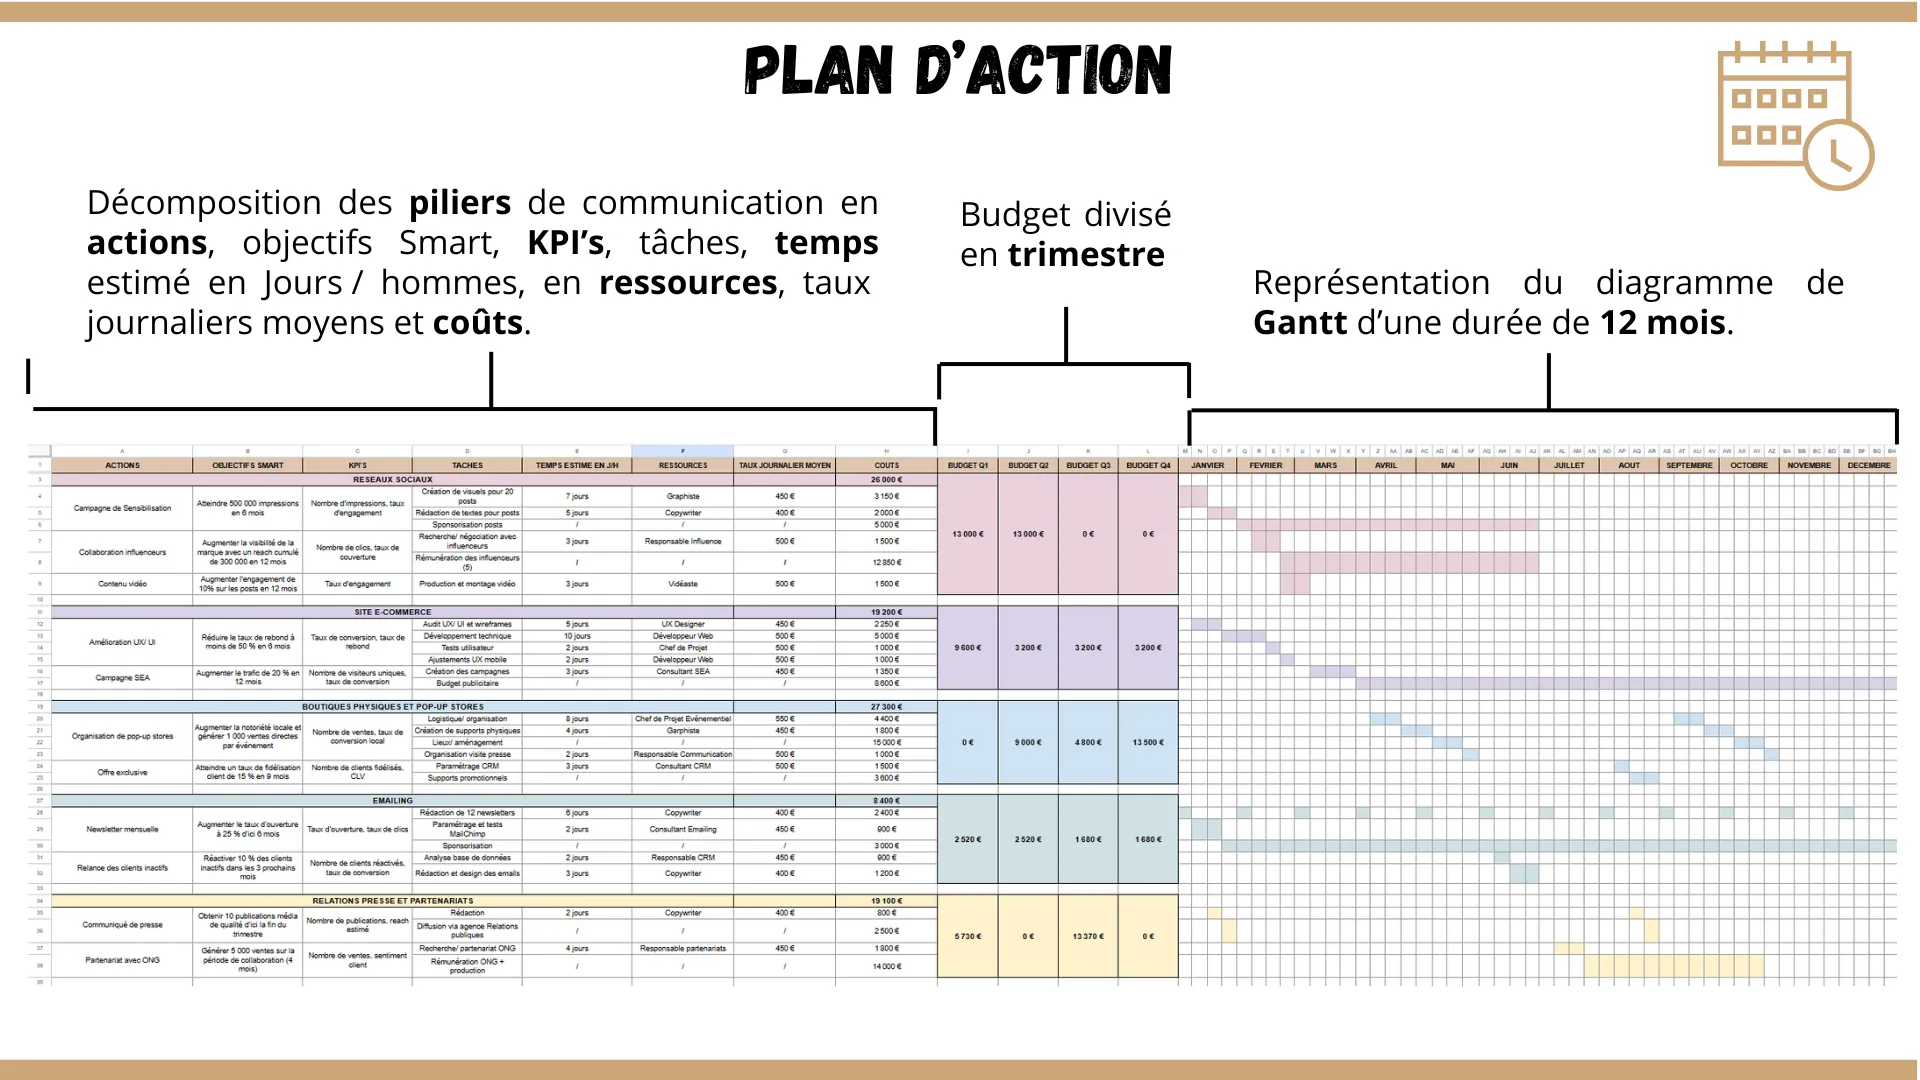 PLAN D'ACTION
Décomposition des piliers de communication en
actions, objectifs Smart, KPI's, tâches, temps
estimé en Jours / hommes, en ressources, taux
journaliers moyens et coûts.
Budget divisé
en trimestre
Représentation du diagramme de
Gantt d'une durée de 12 mois.
ACTIONS OBJECTIFS SMART KPI'S TACHES TEMPS ESTIME EN J/H RESSOURCES TAUX JOURNALIER MOYEN COUTS BUDGET Q1 BUDGET Q2 BUDGET Q3 BUDGET Q4 JANVIER FEVRIER MARS AVRIL MAI JUIN JUILLET AOUT SEPTEMBRE OCTOBRE NOVEMBRE DECEMBRE
RESEAUX SOCIAUX 26 000 €
Campagne de Sensibilisation
Atteindre 500 000 impressions
en 6 mois
Nombre d'impressions, taux
d'engagement
Création de visuels pour 20
posts
7 jours Graphiste 450 € 3 150 €
Rédaction de textes pour posts 5 jours Copywriter 400 € 2 000 €
Sponsorisation posts / / / 5 000 €
Collaboration influenceurs
Augmenter la visibilité de la
marque avec un reach cumulé
de 300 000 en 12 mois
Nombre de clics, taux de
couverture
Recherche/ négociation avec
influenceurs
3 jours Responsable Influence 500 € 1 500 €
Rémunération des influenceurs
(5)
/ / / 12 850 €
Contenu vidéo
Augmenter l'engagement de
10% sur les posts en 12 mois
Taux d'engagement Production et montage vidéo 3 jours Vidéaste 500 € 1 500 €
13 000 € 13 000 € 0 € 0 €
SITE E-COMMERCE 19 200 €
Amélioration UX/ UI
Réduire le taux de rebond à
moins de 50 % en 6 mois
Taux de conversion, taux de
rebond
Audit UX/ UI et wireframes 5 jours UX Designer 450 € 2 250 €
Développement technique 10 jours Développeur Web 500 € 5 000 €
Tests utilisateur 2 jours Chef de Projet 500 € 1 000 €
Ajustements UX mobile 2 jours Développeur Web 500 € 1 000 €
Campagne SEA
Augmenter le trafic de 20 % en
12 mois
Nombre de visiteurs uniques,
taux de conversion
Création des campagnes 3 jours Consultant SEA 450 € 1 350 €
Budget publicitaire / / / 8 600 €
9 600 € 3 200 € 3 200 € 3 200 €
BOUTIQUES PHYSIQUES ET POP-UP STORES 27 300 €
Organisation de pop-up stores
Augmenter la notoriété locale et
générer 1 000 ventes directes
par événement
Nombre de ventes, taux de
conversion local
Logistique/ organisation 8 jours Chef de Projet Evènementiel 550 € 4 400 €
Création de supports physiques 4 jours Garphiste 450 € 1 800 €
Lieux/ aménagement / / / 15 000 €
Organisation visite presse 2 jours Responsable Communication 500 € 1 000 €
Offre exclusive
Atteindre un taux de fidélisation
client de 15 % en 9 mois
Nombre de clients fidélisés,
CLV
Paramétrage CRM 3 jours Consultant CRM 500 € 1 500 €
Supports promotionnels / / / 3 600 €
0 € 9 000 € 4 800 € 13 500 €
EMAILING 8 400 €
Newsletter mensuelle
Augmenter le taux d'ouverture
à 25 % d'ici 6 mois
Taux d'ouverture, taux de clics
Rédaction de 12 newsletters 6 jours Copywriter 400 € 2 400 €
Paramétrage et tests
MailChimp
2 jours Consultant Emailing 450 € 900 €
Sponsorisation / / / 3 000 €
Relance des clients inactifs
Réactiver 10 % des clients
inactifs dans les 3 prochains
mois
Nombre de clients réactivés,
taux de conversion
Analyse base de données 2 jours Responsable CRM 450 € 900 €
Rédaction et design des emails 3 jours Copywriter 400 € 1 200 €
2 520 € 2 520 € 1 680 € 1 680 €
RELATIONS PRESSE ET PARTENARIATS 19 100 €
Communiqué de presse
Obtenir 10 publications média
de qualité d'ici la fin du
trimestre
Nombre de publications, reach
estimé
Rédaction 2 jours Copywriter 400 € 800 €
Diffusion via agence Relations
publiques
/ / / 2 500 €
Partenariat avec ONG
Générer 5 000 ventes sur la
période de collaboration (4
mois)
Nombre de ventes, sentiment
client
Recherche/ partenariat ONG 4 jours Responsable partenariats 450 € 1 800 €
Rémunération ONG +
production
/ / / 14 000 €
5 730 € 0 € 13 370 € 0 €